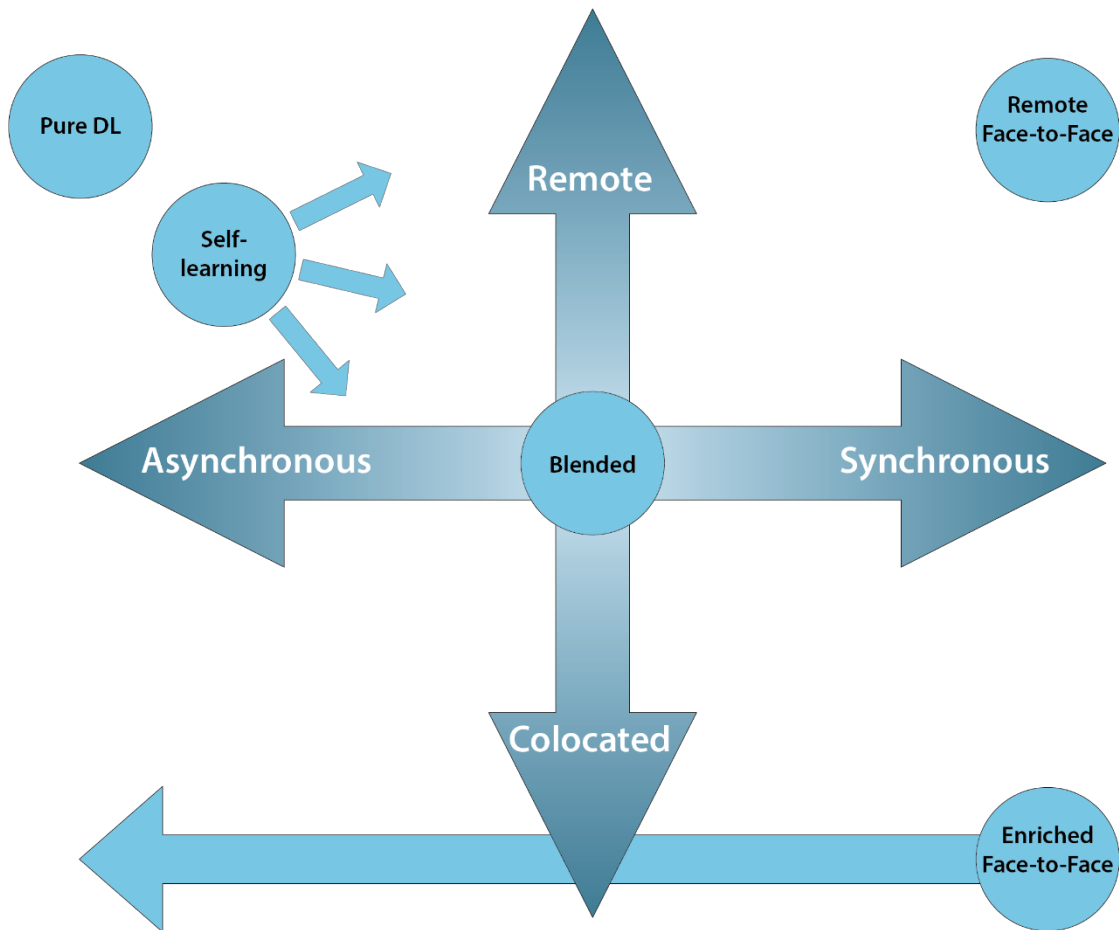 Pure DL
Remote
Face-to-Face
Remote
Self-
learning
Asynchronous
Blended
Synchronous
Colocated
Enriched
Face-to-Face